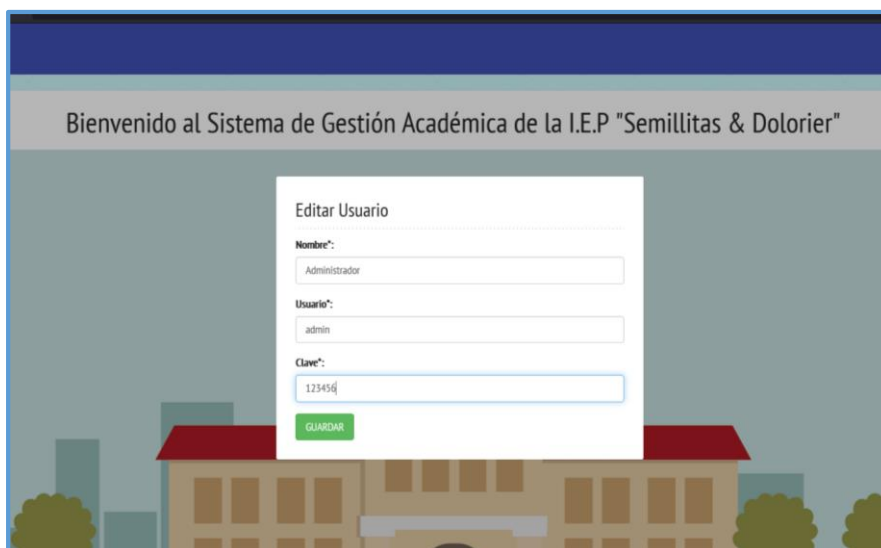 Bienvenido al Sistema de Gestión Académica de la I.E.P "Semillitas & Dolorier"
Editar Usuario
Nombre*:
Administrador
Usuario*:
admin
Clave*:
123456
GUARDAR